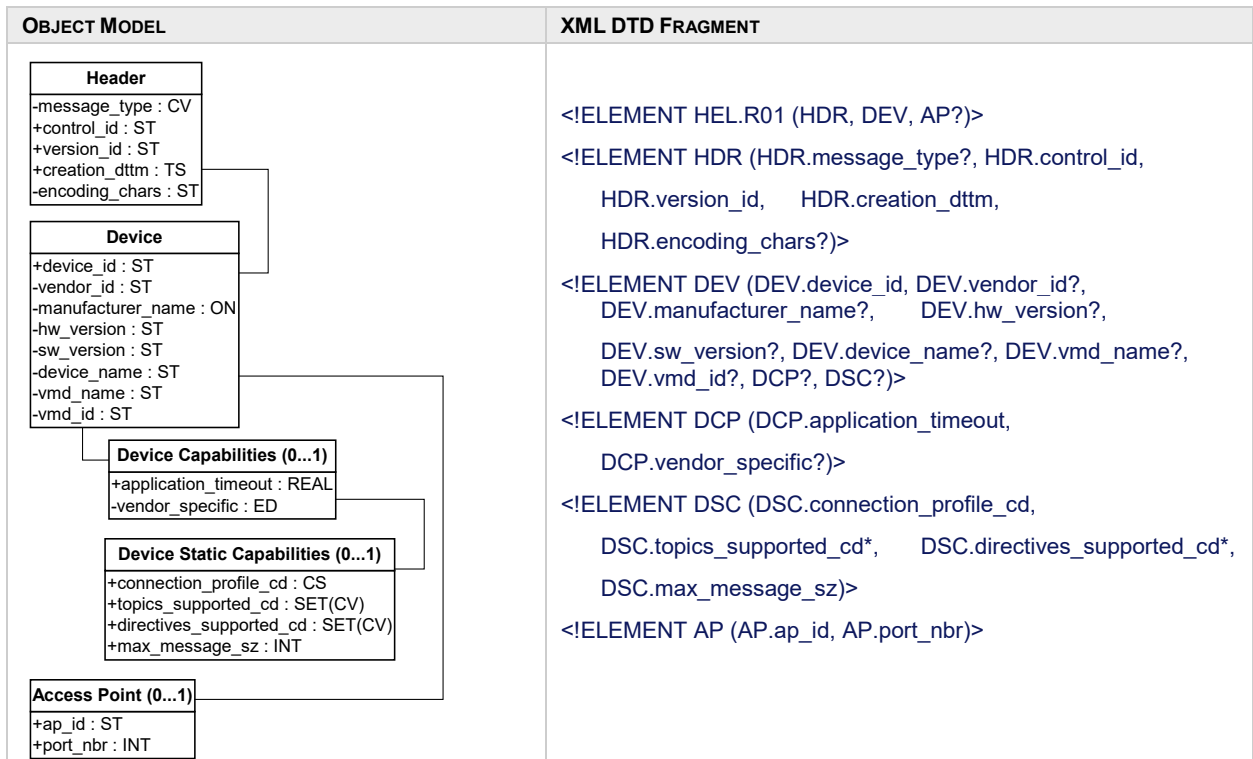 OBJECT MODEL
XML DTD FRAGMENT
Header
-message_type : CV
+control_id : ST
+version_id : ST
+creation_dttm : TS
-encoding_chars : ST
Device
+device_id : ST
-vendor_id : ST
-manufacturer_name : ON
-hw_version : ST
-sw_version : ST
-device_name : ST
-vmd_name : ST
-vmd_id : ST
Device Capabilities (0...1)
+application_timeout : REAL
-vendor_specific : ED
Device Static Capabilities (0...1)
+connection_profile_cd : CS
+topics_supported_cd : SET(CV)
+directives_supported_cd : SET(CV)
+max_message_sz : INT
Access Point (0...1)
+ap_id : ST
+port_nbr : INT
<!ELEMENT HEL.R01 (HDR, DEV, AP?)>
<!ELEMENT HDR (HDR.message_type?, HDR.control_id,
HDR.version_id, HDR.creation_dttm,
HDR.encoding_chars?)>
<!ELEMENT DEV (DEV.device_id, DEV.vendor_id?,
DEV.manufacturer_name?, DEV.hw_version?,
DEV.sw_version?, DEV.device_name?, DEV.vmd_name?,
DEV.vmd_id?, DCP?, DSC?)>
<!ELEMENT DCP (DCP.application_timeout,
DCP.vendor_specific?)>
<!ELEMENT DSC (DSC.connection_profile_cd,
DSC.topics_supported_cd*, DSC.directives_supported_cd*,
DSC.max_message_sz)>
<!ELEMENT AP (AP.ap_id, AP.port_nbr)>